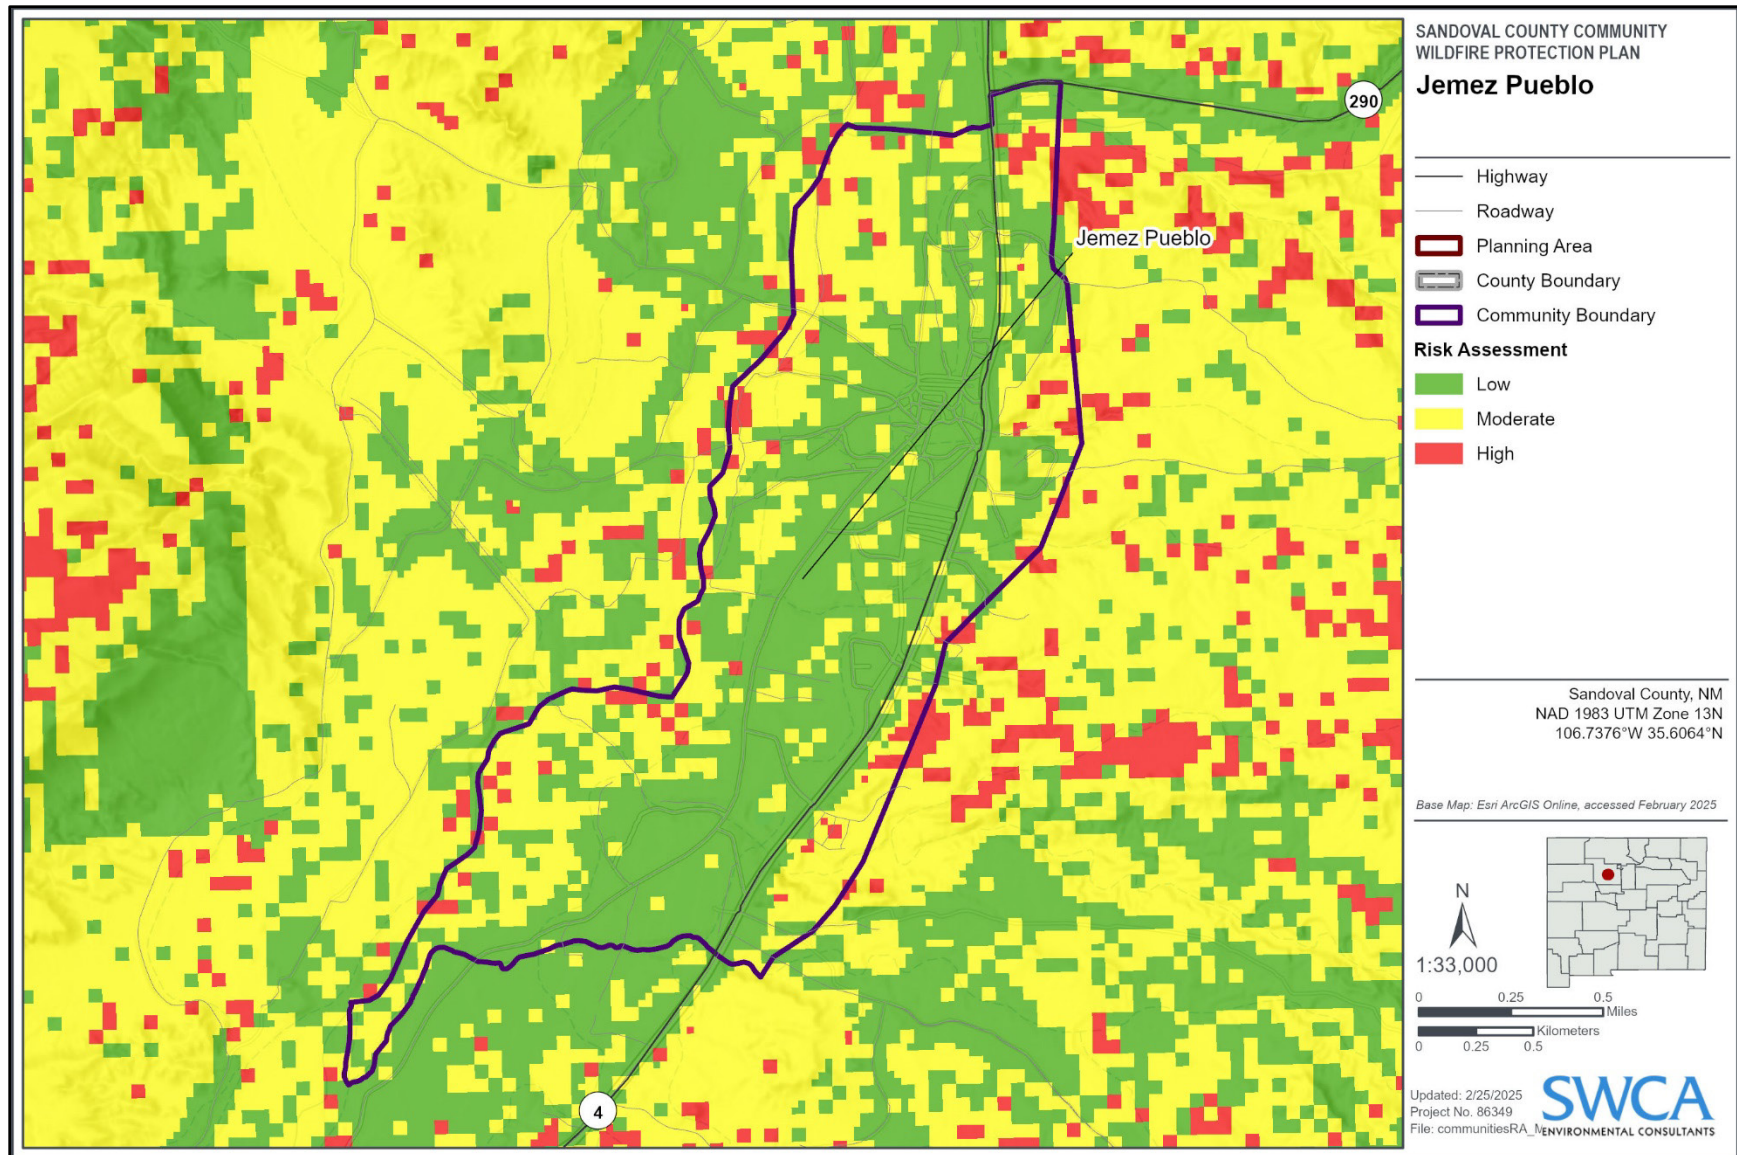 SANDOVAL COUNTY COMMUNITY
WILDFIRE PROTECTION PLAN
Jemez Pueblo
290
Jemez Pueblo
4
Highway
Roadway
Planning Area
County Boundary
Community Boundary
Risk Assessment
Low
Moderate
High
Sandoval County, NM
NAD 1983 UTM Zone 13N
106.7376°W 35.6064°N
Base Map: Esri ArcGIS Online, accessed February 2025
N
1:33,000
0 0.25 0.5
Miles
Kilometers
0 0.25 0.5
Updated: 2/25/2025
Project No. 86349
File: communitiesRA_M
SWCA
ENVIRONMENTAL CONSULTANTS